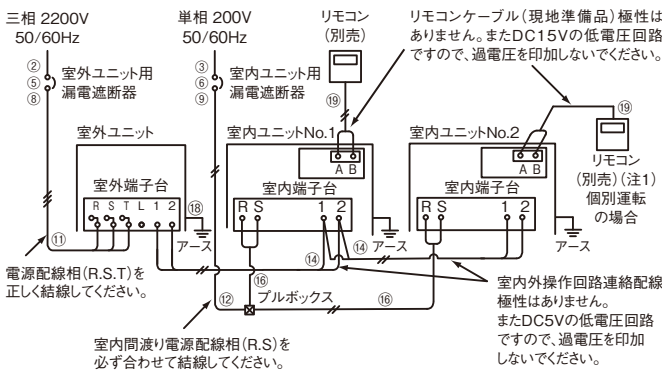 三相 2200V
50/60Hz
単相 200V
50/60Hz
リモコン
(別売)
リモコンケーブル(現地準備品)極性は
ありません。またDC15Vの低電圧回路
ですので、過電圧を印加しないでください。
②
⑤
⑧
室外ユニット用
漏電遮断器
③
⑥
⑨
室内ユニット用
漏電遮断器
⑲
⑲
室外ユニット
室内ユニットNo.1
室内ユニットNo.2
A B
A B
リモコン
(別売)(注1)
個別運転
の場合
室外端子台
R S T L 1 2
⑱
アース
室内端子台
R S 1 2
アース
室内端子台
R S 1 2
アース
⑪
⑭
⑭
⑯
⑫
プルボックス
⑯
電源配線相(R.S.T)を
正しく結線してください。
室内間渡り電源配線相(R.S)を
必ず合わせて結線してください。
室内外操作回路連絡配線
極性はありません。
またDC5Vの低電圧回路
ですので、過電圧を印加
しないでください。